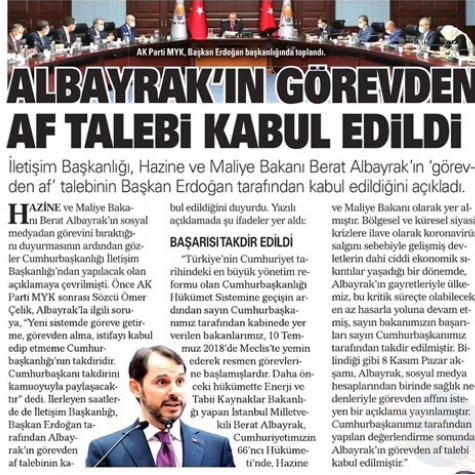 AK Parti MYK, Başkan Erdoğan başkanlığında toplandı.
ALBAYRAK'IN GÖREVDEN
AF TALEBİ KABUL EDİLDİ
İletişim Başkanlığı, Hazine ve Maliye Bakanı Berat Albayrak'ın 'görev-
den af' talebinin Başkan Erdoğan tarafından kabul edildiğini açıkladı.
HAZİNE ve Maliye Baka-
nı Berat Albayrak'ın sosyal
medyadan görevini bıraktığı-
nı duyurmasının ardından göz-
ler Cumhurbaşkanlığı İletişim
Başkanlığı'ndan yapılacak olan
açıklamaya çevrilmişti. Önce AK
Parti MYK sonrası Sözcü Ömer
Çelik, Albayrak'la ilgili soru-
ya, "Yeni sistemde göreve getir-
me, görevden alma, istifayı kabul
edip etmeme Cumhur-
başkanlığı'nın takdiridir.
Cumhurbaşkanı takdirini
kamuoyuyla paylaşacak-
tır" dedi. İlerleyen saatler-
de de İletişim Başkanlığı,
Başkan Erdoğan ta-
rafından Albay-
rak'ın görevden
af talebinin ka-
bul edildiğini duyurdu. Yazılı
açıklamada şu ifadeler yer aldı:
BAŞARISI TAKDİR EDİLDİ
"Türkiye'nin Cumhuriyet ta-
rihindeki en büyük yönetim re-
formu olan Cumhurbaşkanlığı
Hükümet Sistemine geçişin ar-
dından sayın Cumhurbaşka-
nımız tarafından kabinede yer
verilen bakanlarımız, 10 Tem-
muz 2018'de Meclis'te yemin
ederek resmen görevleri-
ne başlamışlardır. Daha ön-
ceki hükümette Enerji ve
Tabii Kaynaklar Bakanlı-
ğı yapan İstanbul Milletve-
kili Berat Albayrak,
Cumhuriyetimizin
66'ncı Hüküme-
ti'nde, Hazine
ve Maliye Bakanı olarak yer al-
mıştır. Bölgesel ve küresel siyasi
krizlere ilave olarak koronavirüs
salgını sebebiyle gelişmiş devlet-
lerin dahi ciddi ekonomik sı-
kıntılar yaşadığı bir dönemde,
Albayrak'ın gayretleriyle ülke-
miz, bu kritik süreçte olabilecek
en az hasarla yoluna devam et-
miş, sayın bakanımızın başarı-
ları sayın Cumhurbaşkanımız
tarafından takdir edilmiştir. Bi-
lindiği gibi 8 Kasım Pazar ak-
şamı, Albayrak, sosyal medya
hesaplarından birinde sağlık ne-
denleriyle görevden affını iste-
yen bir açıklama yayınlamıştır.
Cumhurbaşkanımız tarafından
yapılan değerlendirme sonunda
Albayrak'ın görevden af talebi
kabul edilmiştir."